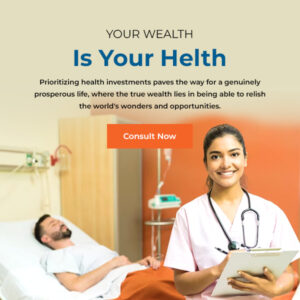 YOUR WEALTH
Is Your Helth
Prioritizing health investments paves the way for a genuinely
prosperous life, where the true wealth lies in being able to relish
the world's wonders and opportunities.
Consult Now